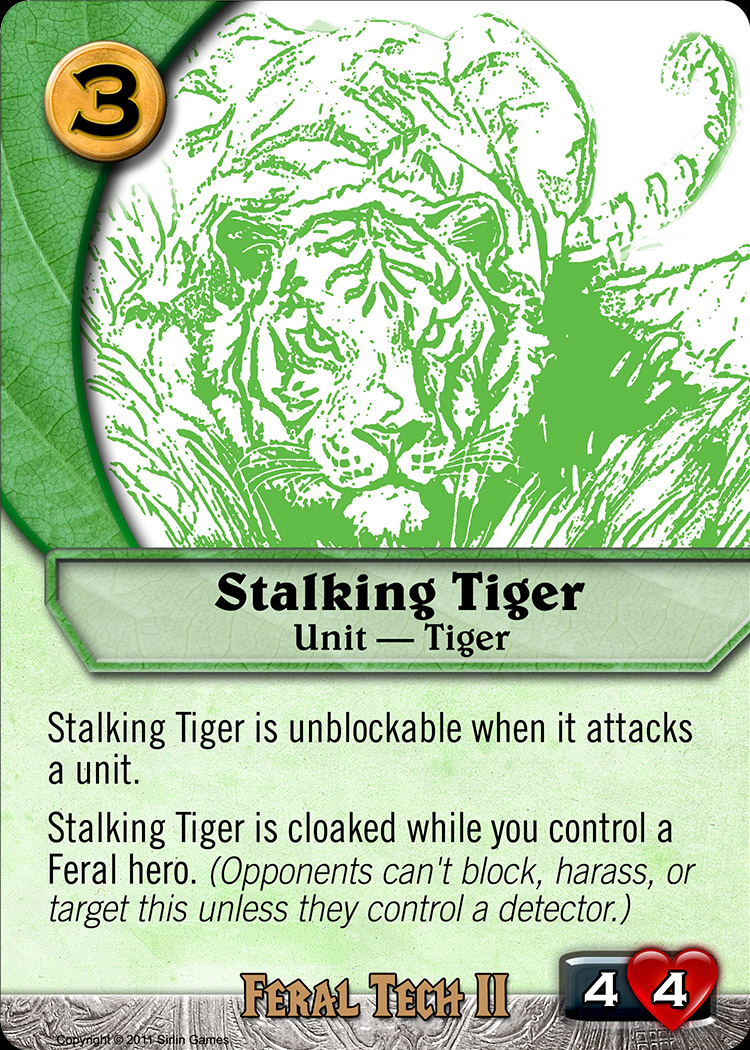 3
Stalking Tiger
Unit — Tiger
Stalking Tiger is unblockable when it attacks
a unit.
Stalking Tiger is cloaked while you control a
Feral hero. (Opponents can't block, harass, or
target this unless they control a detector.)
Feral Tech II
4 4
Copyright © 2011 Sirlin Games